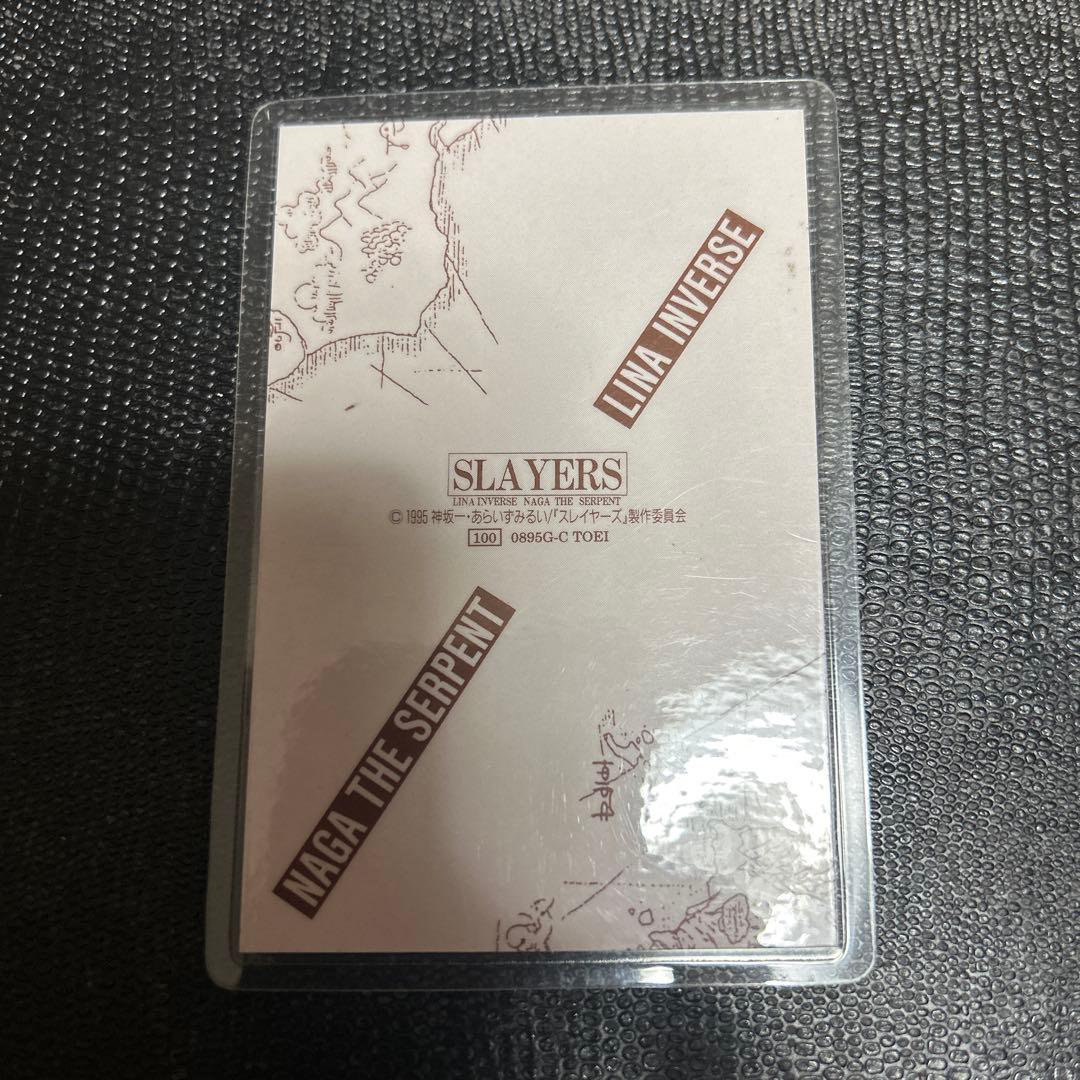 LINA INVERSE
SLAYERS
LINA INVERSE NAGA THE SERPENT
© 1995 神坂一・あらいずみるい/「スレイヤーズ」製作委員会
100 0895G-C TOEI
NAGA THE SERPENT